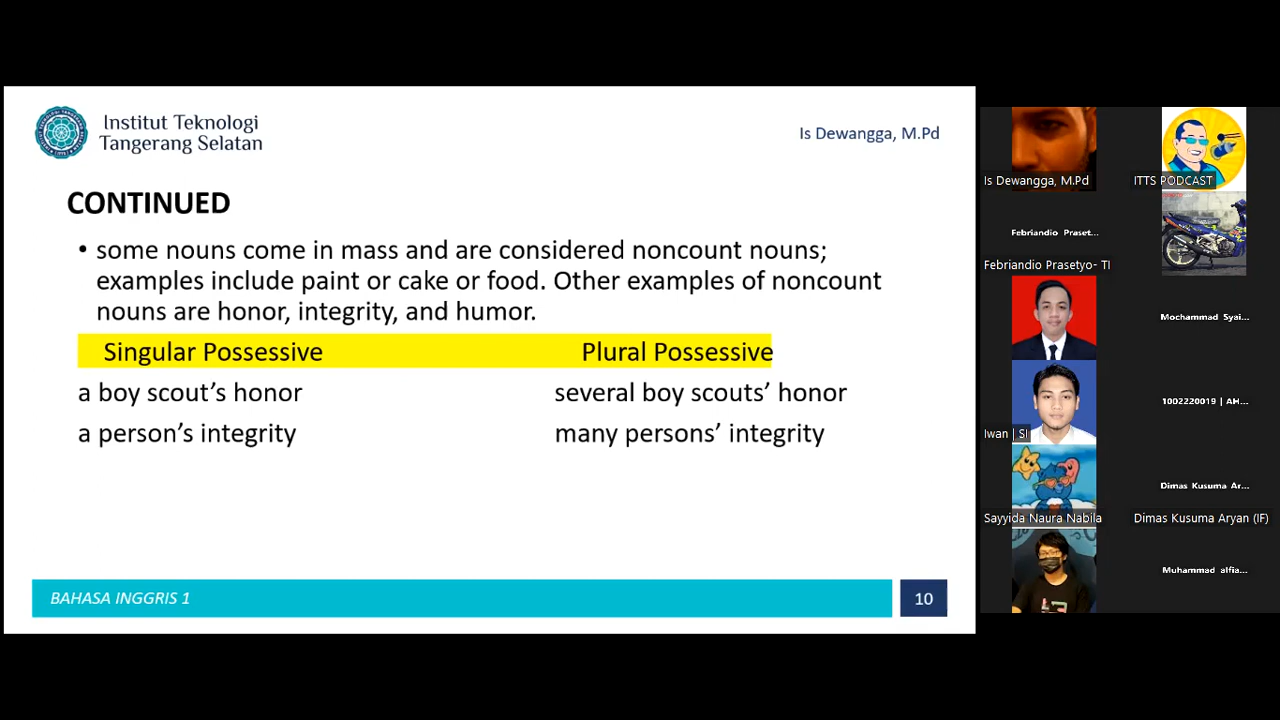 Institut Teknologi
Tangerang Selatan
Is Dewangga, M.Pd
CONTINUED
• some nouns come in mass and are considered noncount nouns;
examples include paint or cake or food. Other examples of noncount
nouns are honor, integrity, and humor.
Singular Possessive Plural Possessive
a boy scout’s honor several boy scouts’ honor
a person’s integrity many persons’ integrity
BAHASA INGGRIS 1
10
Is Dewangga, M.Pd
ITTS PODCAST
Febriandio Praset...
Febriandio Prasetyo- TI
Mochammad Syai...
1002220019 | AH...
Iwan | SI
Dimas Kusuma Ar...
Sayyida Naura Nabila
Dimas Kusuma Aryan (IF)
Muhammad alfia...